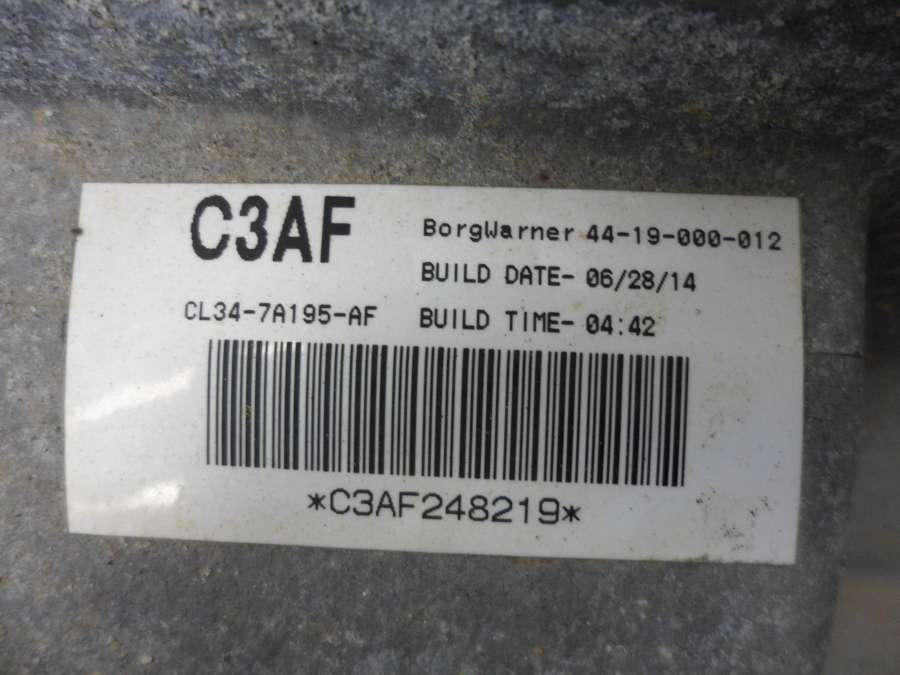 C3AF
BorgWarner 44-19-000-012
BUILD DATE- 06/28/14
CL34-7A195-AF
BUILD TIME- 04:42
*C3AF248219*